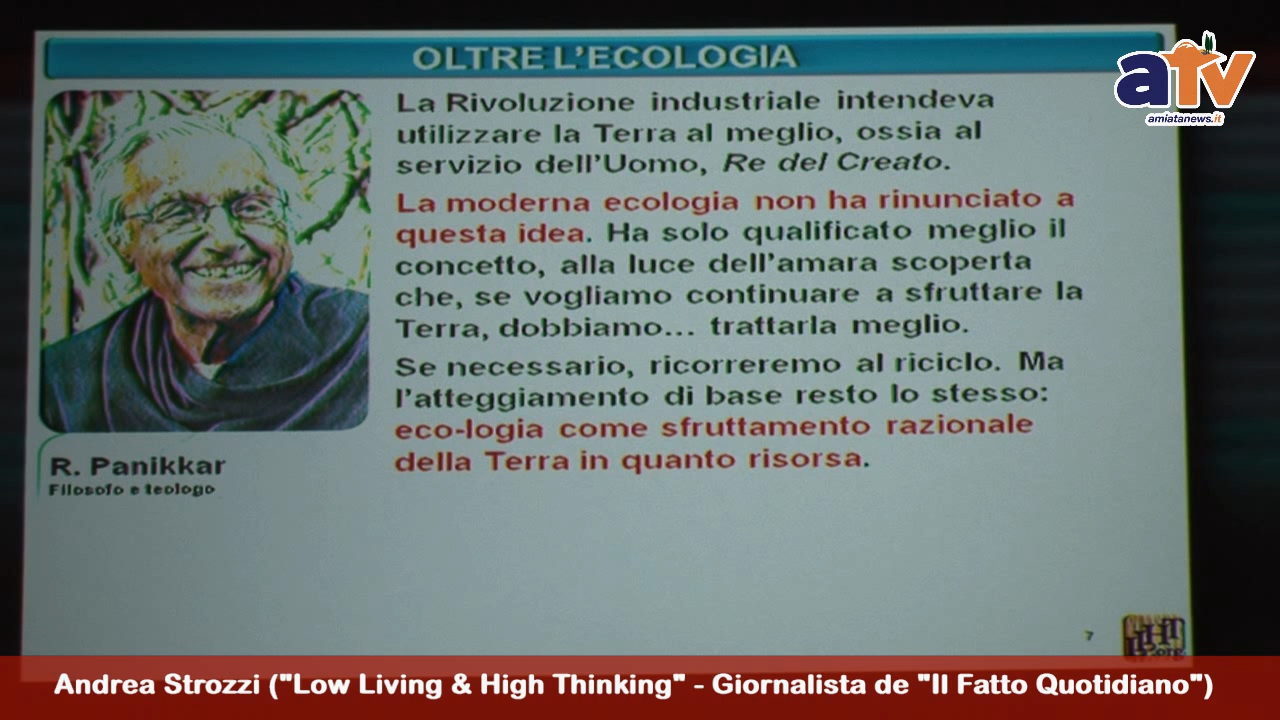 OLTRE L'ECOLOGIA
aTv
amiatanews.it
La Rivoluzione industriale intendeva
utilizzare la Terra al meglio, ossia al
servizio dell'Uomo, Re del Creato.
La moderna ecologia non ha rinunciato a
questa idea. Ha solo qualificato meglio il
concetto, alla luce dell'amara scoperta
che, se vogliamo continuare a sfruttare la
Terra, dobbiamo... trattarla meglio.
Se necessario, ricorreremo al riciclo. Ma
l'atteggiamento di base resto lo stesso:
eco-logia come sfruttamento razionale
della Terra in quanto risorsa.
R. Panikkar
Filosofo e teologo
7
Andrea Strozzi ("Low Living & High Thinking" - Giornalista de "Il Fatto Quotidiano")